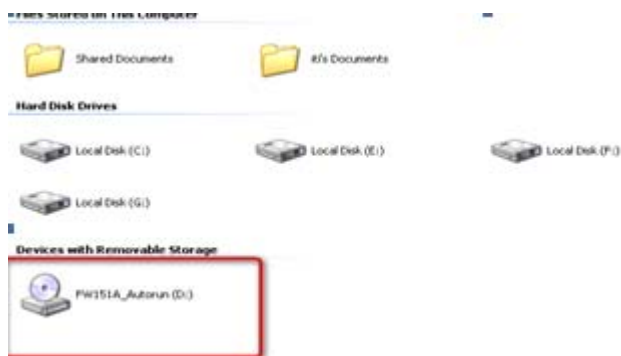 Files Stored on This Computer
Shared Documents
Documents
Hard Disk Drives
Local Disk (C:)
Local Disk (E:)
Local Disk (F:)
Local Disk (G:)
Devices with Removable Storage
PW151A_Autorun (D:)